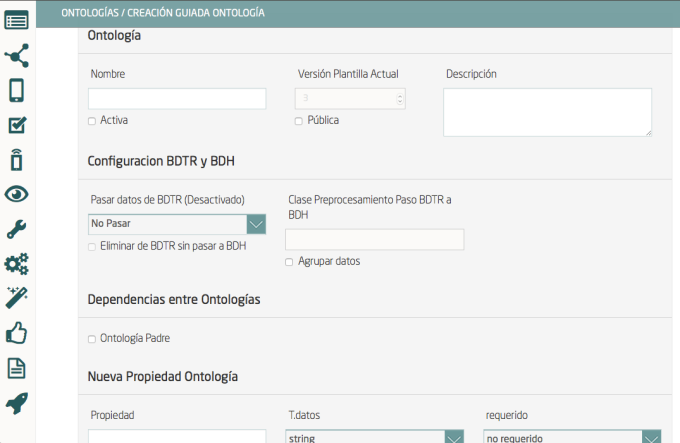 ONTOLOGÍAS / CREACIÓN GUIADA ONTOLOGÍA
Ontología
Nombre
Versión Plantilla Actual
Descripción
3
Activa
Pública
Configuracion BDTR y BDH
Pasar datos de BDTR (Desactivado)
Clase Preprocesamiento Paso BDTR a
BDH
No Pasar
Eliminar de BDTR sin pasar a BDH
Agrupar datos
Dependencias entre Ontologías
Ontología Padre
Nueva Propiedad Ontología
Propiedad
T.datos
requerido
string
no requerido